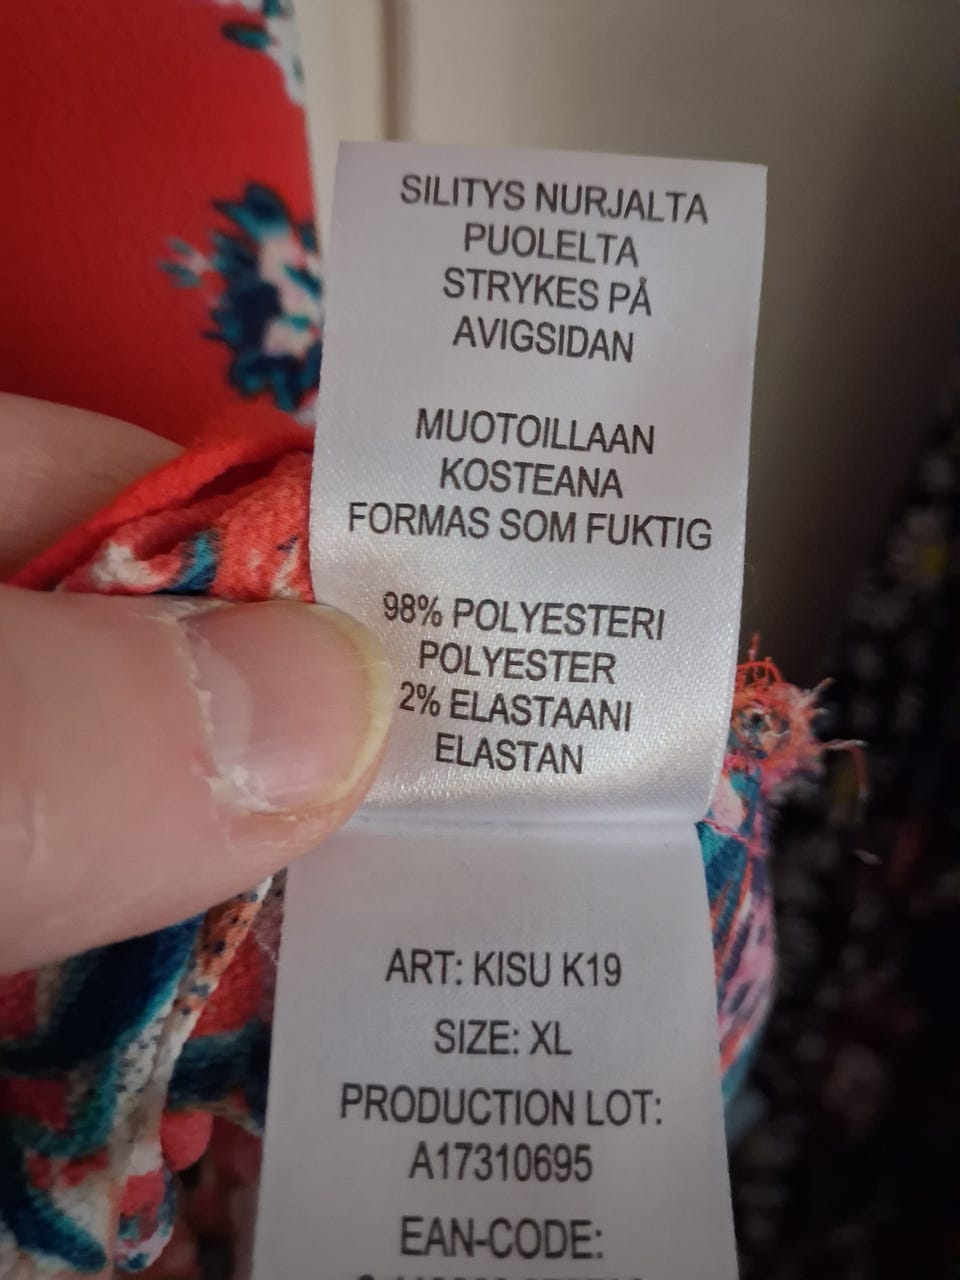 SILITYS NURJALTA
PUOLELTA
STRYKES PÅ
AVIGSIDAN
MUOTOILLAAN
KOSTEANA
FORMAS SOM FUKTIG
98% POLYESTERI
POLYESTER
2% ELASTAANI
ELASTAN
ART: KISU K19
SIZE: XL
PRODUCTION LOT:
A17310695
EAN-CODE: